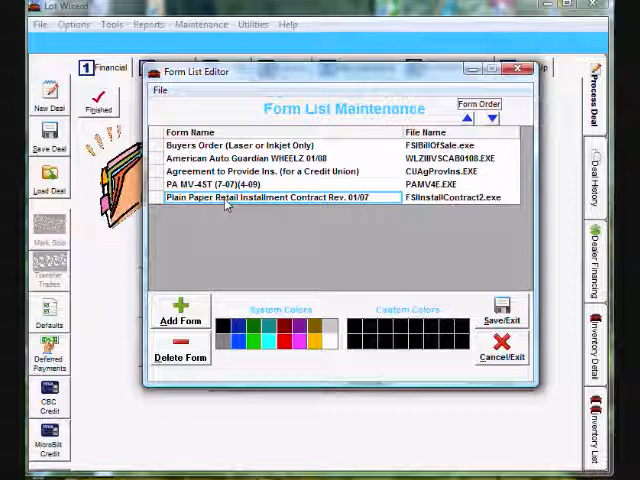 Lot Wizard
File Options Tools Reports Maintenance Utilities Help
1 Financial
Form List Editor
File
Form List Maintenance
Form Order
Form Name File Name
Buyers Order (Laser or Inkjet Only) FSIBillOfSale.exe
American Auto Guardian WHEELZ 01/08 WLZIIIVSCAB0108.EXE
Agreement to Provide Ins. (for a Credit Union) CUAgProvIns.EXE
PA MV-4ST (7-07)(4-09) PAMV4E.EXE
Plain Paper Retail Installment Contract Rev. 01/07 FSIInstallContract2.exe
Add Form
Delete Form
System Colors
Custom Colors
Save/Exit
Cancel/Exit
New Deal
Save Deal
Load Deal
Mark Sold
Transfer
Trades
Defaults
Deferred
Payments
CBC
Credit
MicroBilt
Credit
Finished
Process Deal
Deal History
Dealer Financing
Inventory Detail
Inventory List